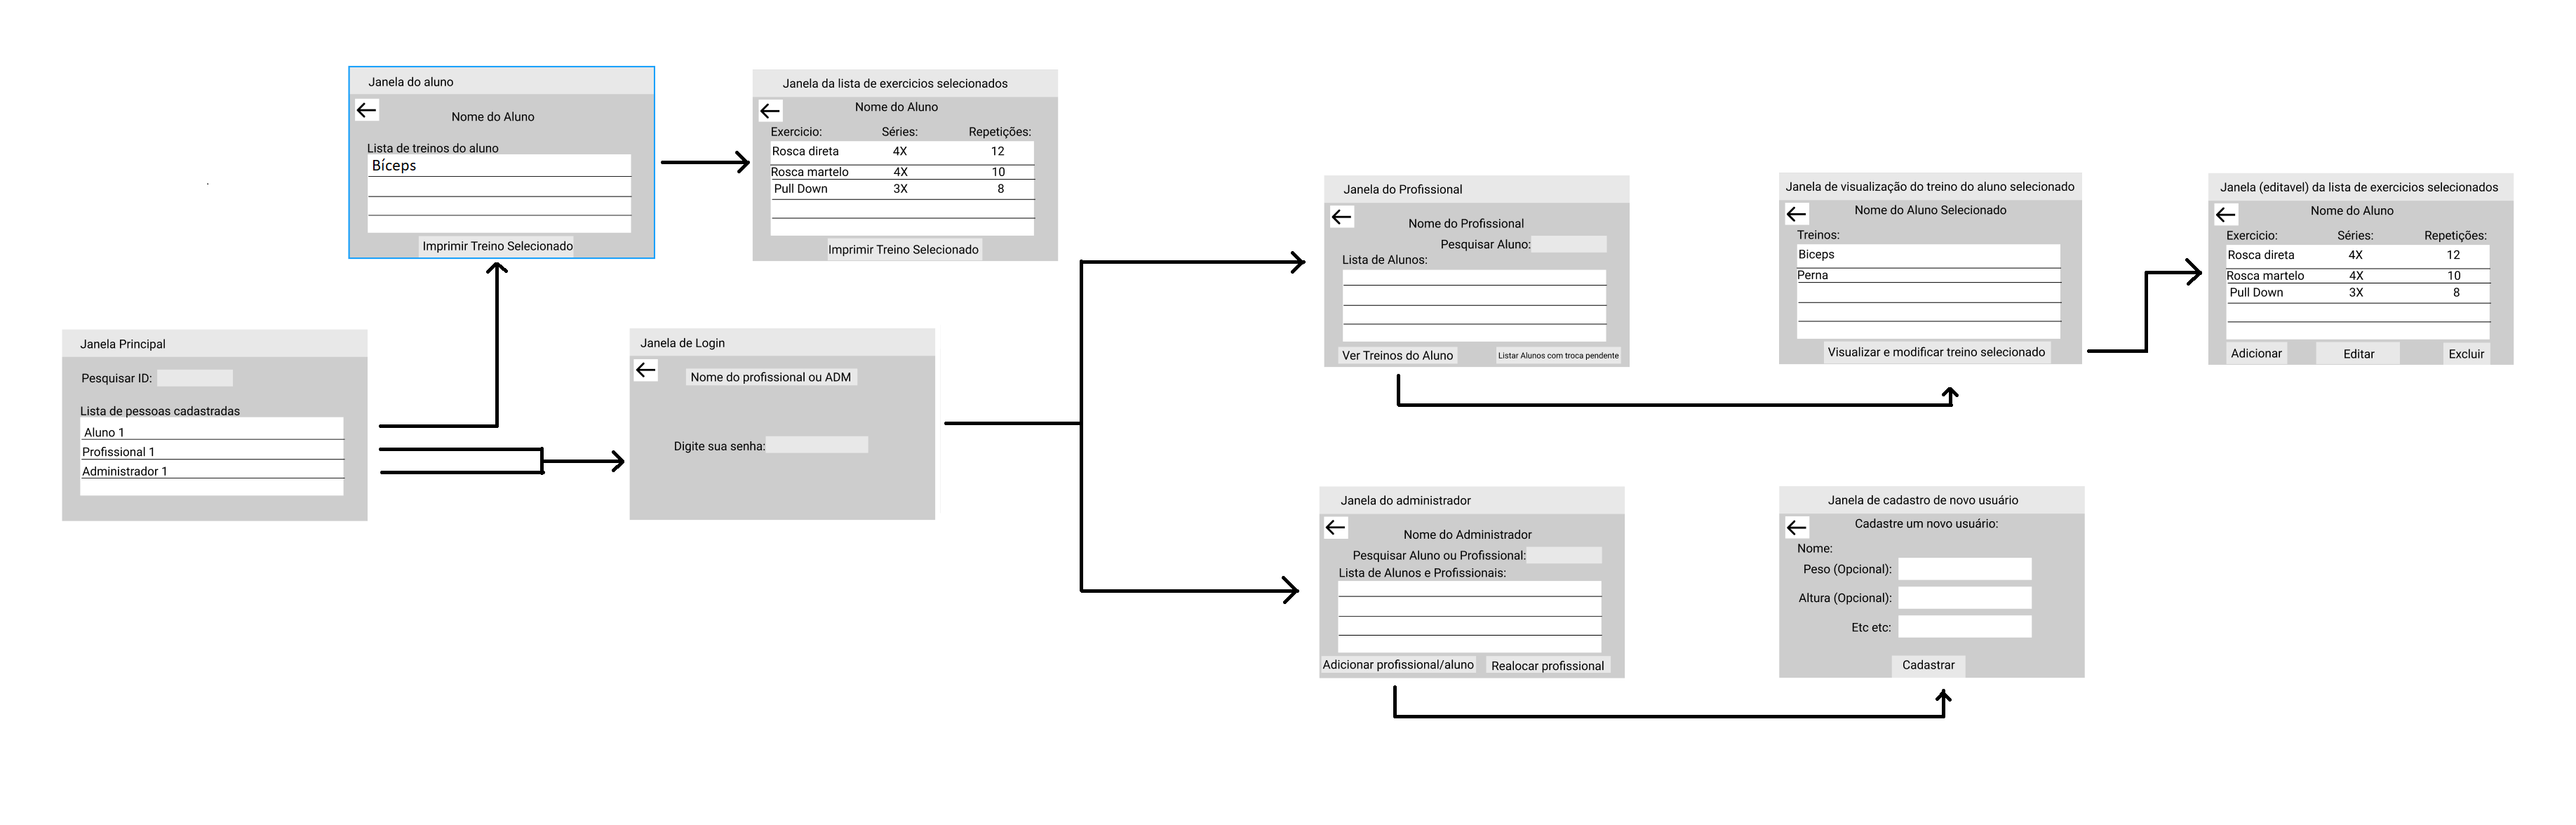 Janela do aluno
Nome do Aluno
Lista de treinos do aluno
Bíceps
Imprimir Treino Selecionado
Janela da lista de exercicios selecionados
Nome do Aluno
Exercicio: Séries: Repetições:
Rosca direta 4X 12
Rosca martelo 4X 10
Pull Down 3X 8
Imprimir Treino Selecionado
Janela Principal
Pesquisar ID:
Lista de pessoas cadastradas
Aluno 1
Profissional 1
Administrador 1
Janela de Login
Nome do profissional ou ADM
Digite sua senha:
Janela do Profissional
Nome do Profissional
Pesquisar Aluno:
Lista de Alunos:
Ver Treinos do Aluno
Listar Alunos com troca pendente
Janela de visualização do treino do aluno selecionado
Nome do Aluno Selecionado
Treinos:
Biceps
Perna
Visualizar e modificar treino selecionado
Janela (editavel) da lista de exercicios selecionados
Nome do Aluno
Exercicio: Séries: Repetições:
Rosca direta 4X 12
Rosca martelo 4X 10
Pull Down 3X 8
Adicionar Editar Excluir
Janela do administrador
Nome do Administrador
Pesquisar Aluno ou Profissional:
Lista de Alunos e Profissionais:
Adicionar profissional/aluno Realocar profissional
Janela de cadastro de novo usuário
Cadastre um novo usuário:
Nome:
Peso (Opcional):
Altura (Opcional):
Etc etc:
Cadastrar